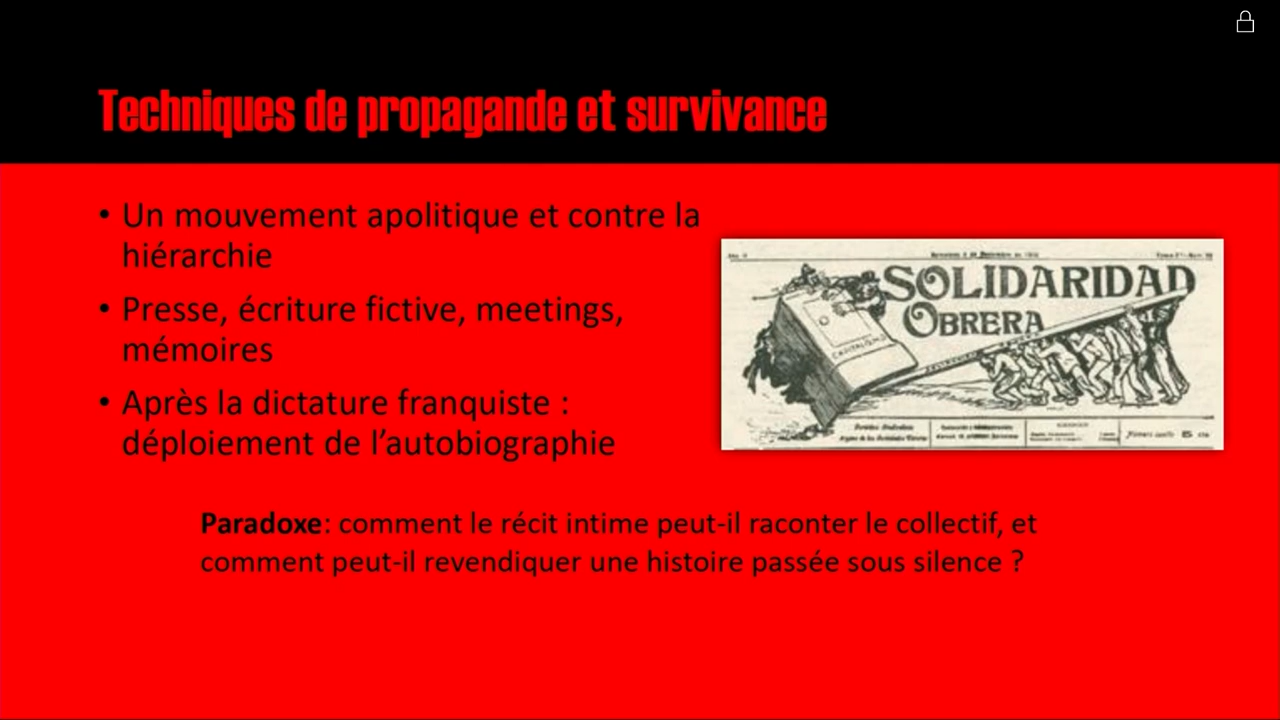 Techniques de propagande et survivance
• Un mouvement apolitique et contre la
hiérarchie
• Presse, écriture fictive, meetings,
mémoires
• Après la dictature franquiste :
déploiement de l’autobiographie
SOLIDARIDAD
OBRERA
CAPITALISMO
Paradoxe: comment le récit intime peut-il raconter le collectif, et
comment peut-il revendiquer une histoire passée sous silence ?